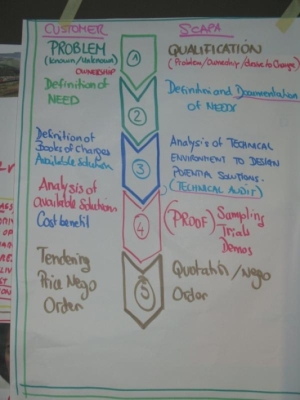 CUSTOMER
SCAPA
PROBLEM
(known/unknown)
OWNERSHIP
1
QUALIFICATION
(Problem/Ownership/desire to change)
Definition of
NEED
2
Definition and Documentation
of NEEDS
Definition of
Books of Charges
Available Solution
3
Analysis of TECHNICAL
ENVIRONMENT TO DESIGN
POTENTIAL SOLUTIONS.
(TECHNICAL AUDIT)
Analysis of
available solutions
Cost benefit
4
(PROOF) Sampling
Trials
Demos
Tendering
Price Nego
Order
5
Quotation/Nego
Order